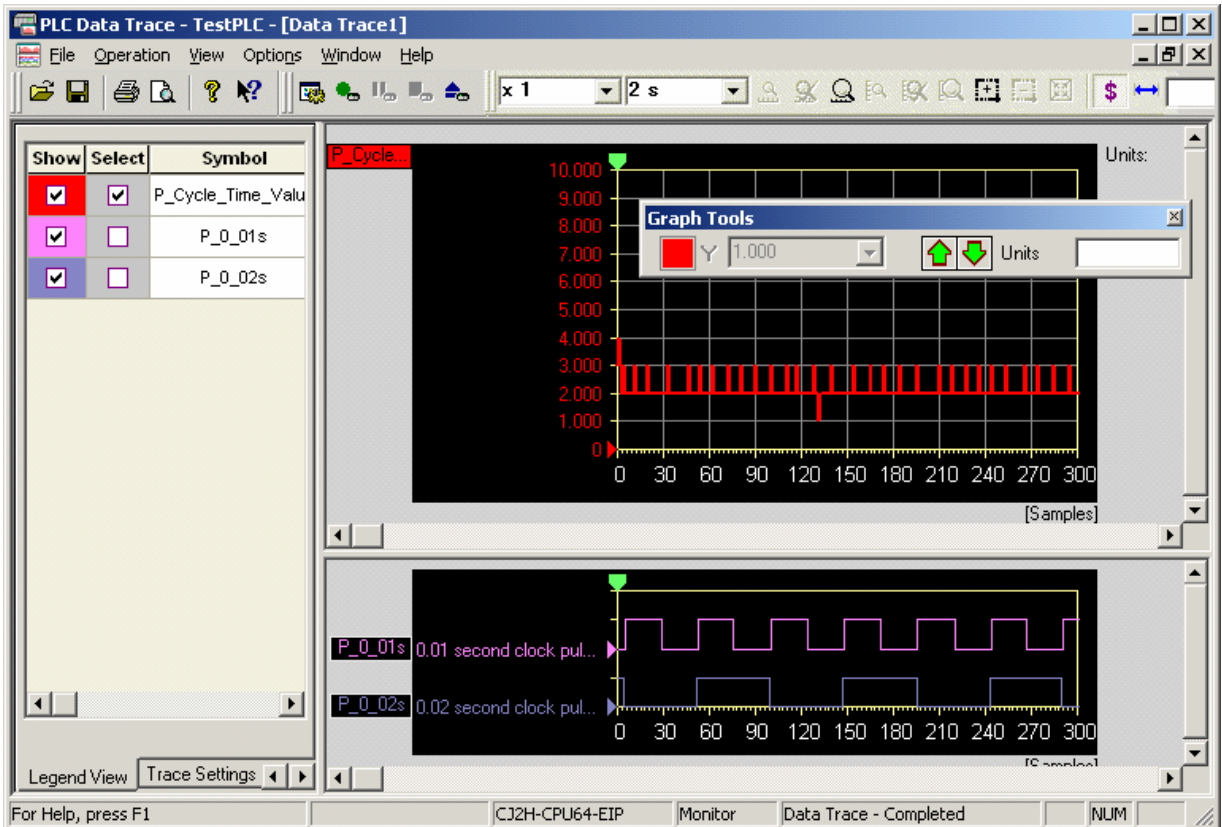 PLC Data Trace - TestPLC - [Data Trace1]
File Operation View Options Window Help
x 1 2 s $
Show Select Symbol
P_Cycle_Time_Valu
P_0_01s
P_0_02s
Legend View Trace Settings
P_Cycle...
Units:
10.000
9.000
8.000
7.000
6.000
5.000
4.000
3.000
2.000
1.000
0
0 30 60 90 120 150 180 210 240 270 300
[Samples]
Graph Tools
Y 1.000 Units
P_0_01s 0.01 second clock pul...
P_0_02s 0.02 second clock pul...
0 30 60 90 120 150 180 210 240 270 300
[Samples]
For Help, press F1 CJ2H-CPU64-EIP Monitor Data Trace - Completed NUM